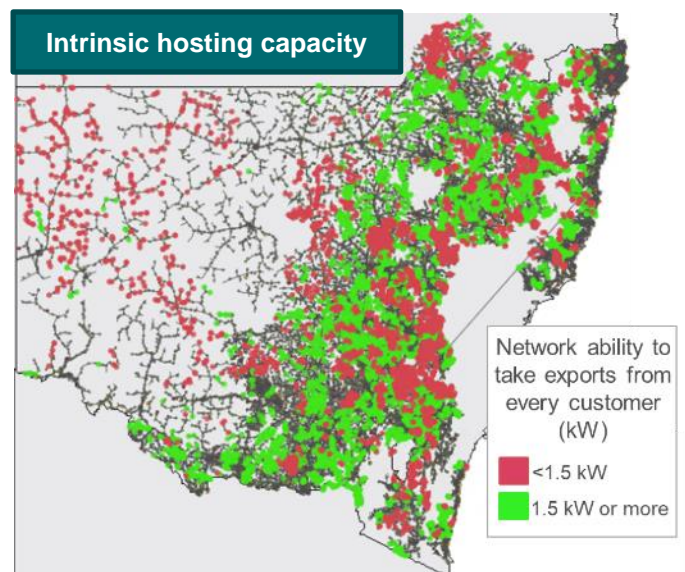 Intrinsic hosting capacity
Network ability to
take exports from
every customer
(kW)
<1.5 kW
1.5 kW or more